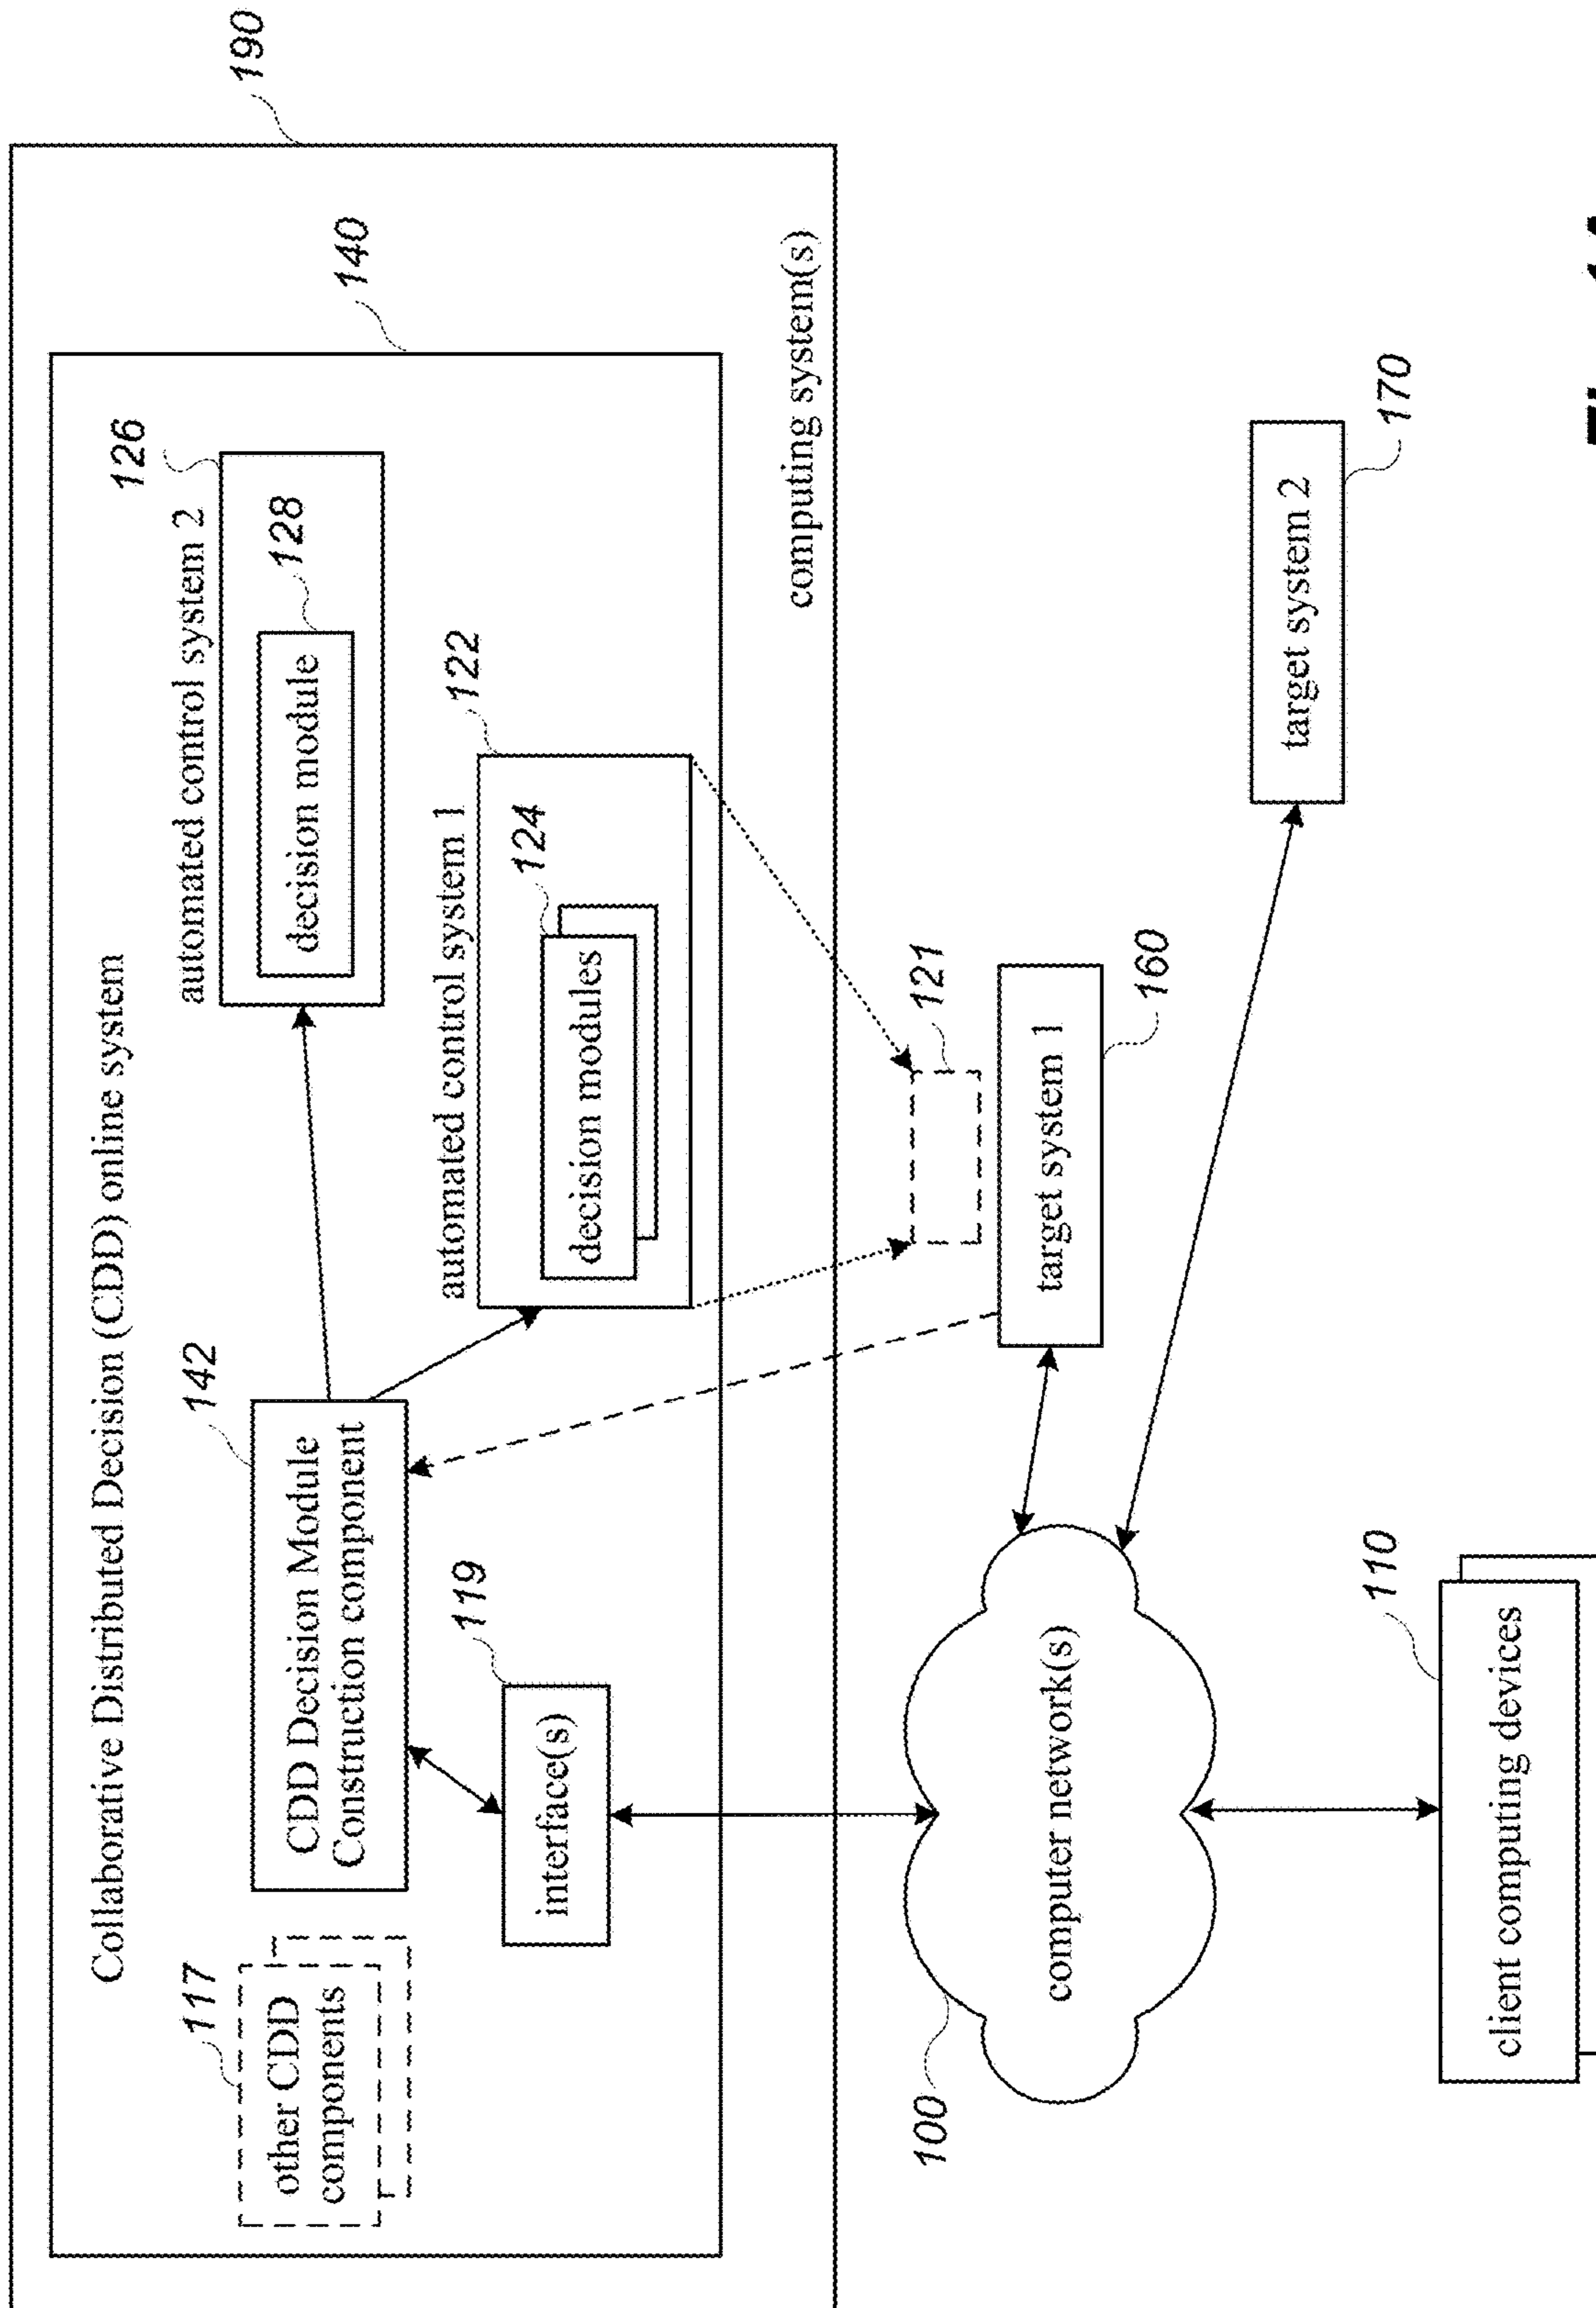 190
140
Collaborative Distributed Decision (CDD) online system
117
other CDD
components
142
CDD Decision Module
Construction component
automated control system 2
126
128
decision module
119
interface(s)
automated control system 1
122
124
decision modules
computing system(s)
100
computer network(s)
121
target system 1
160
target system 2
170
110
client computing devices